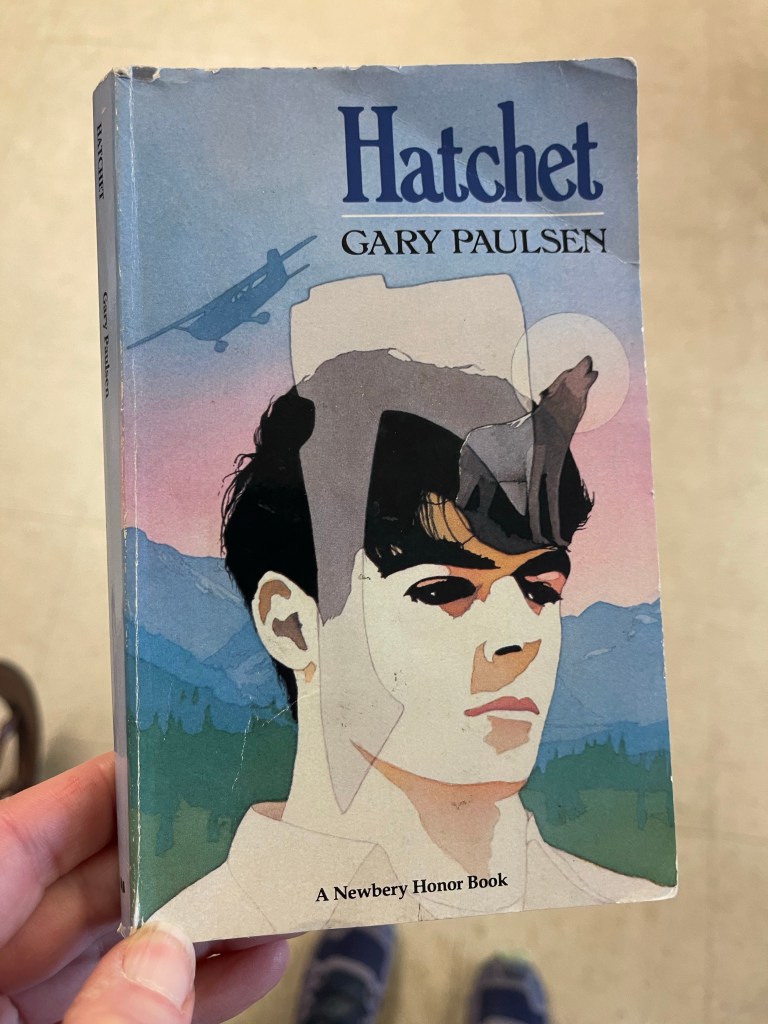 Hatchet
GARY PAULSEN
A Newbery Honor Book
HATCHET
Gary Paulsen